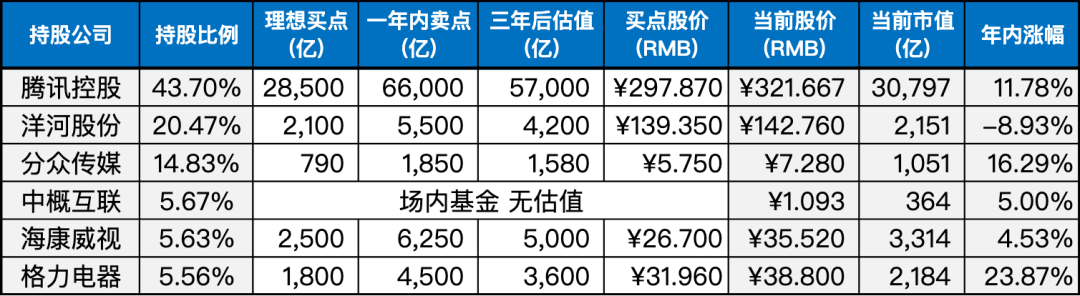 持股公司 持股比例 理想买点（亿） 一年内卖点（亿） 三年后估值（亿） 买点股价（RMB） 当前股价（RMB） 当前市值（亿） 年内涨幅
腾讯控股 43.70% 28,500 66,000 57,000 ¥297.870 ¥321.667 30,797 11.78%
洋河股份 20.47% 2,100 5,500 4,200 ¥139.350 ¥142.760 2,151 –8.93%
分众传媒 14.83% 790 1,850 1,580 ¥5.750 ¥7.280 1,051 16.29%
中概互联 5.67% 场内基金 无估值 ¥1.093 364 5.00%
海康威视 5.63% 2,500 6,250 5,000 ¥26.700 ¥35.520 3,314 4.53%
格力电器 5.56% 1,800 4,500 3,600 ¥31.960 ¥38.800 2,184 23.87%